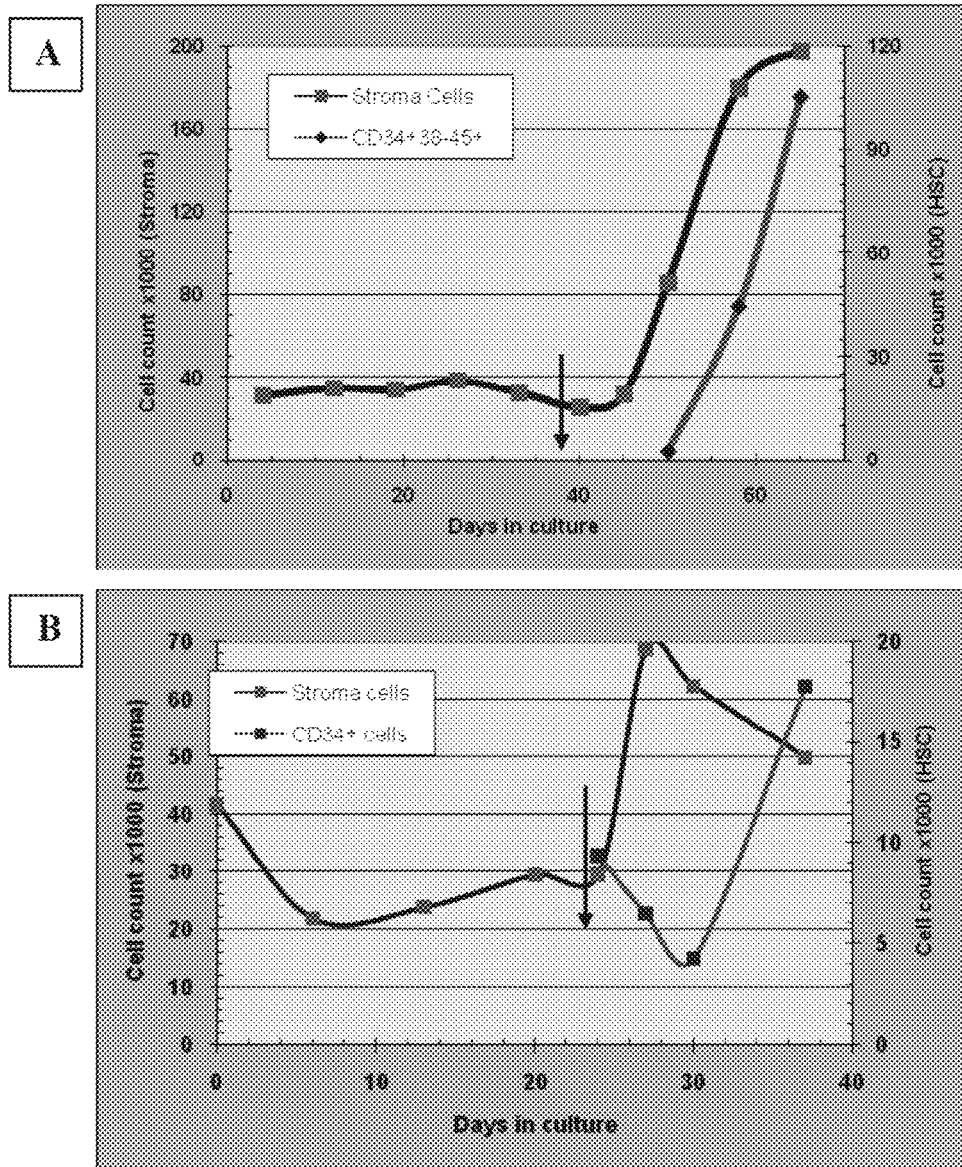 A
Stroma Cells
CD34+ 38-45+
Cell count x1000 (Stroma)
200
160
120
80
40
0
Cell count x1000 (HSC)
120
90
60
30
0
0 20 40 60
Days in culture
B
Stroma cells
CD34+ cells
Cell count x1000 (Stroma)
70
60
50
40
30
20
10
0
Cell count x1000 (HSC)
20
15
10
5
0
0 10 20 30 40
Days in culture